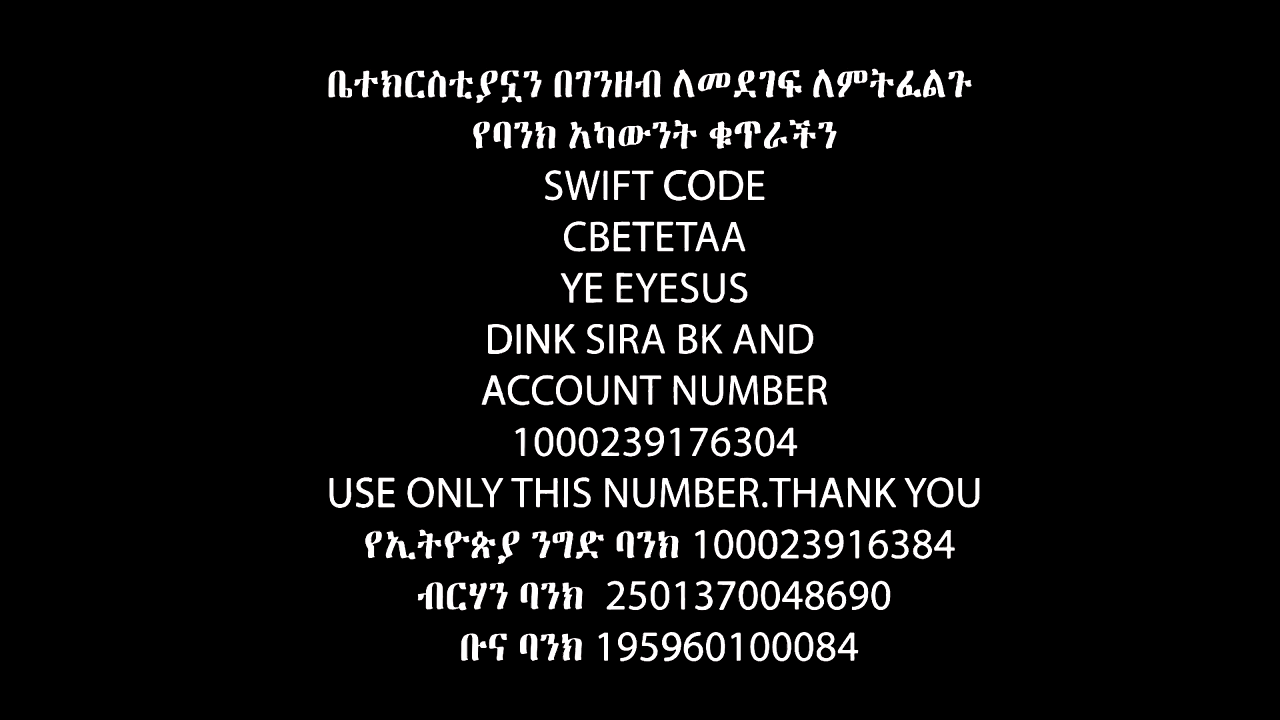 ቤተክርስቲያኗን በገንዘብ ለመደገፍ ለምትፈልጉ
የባንክ አካውንት ቁጥራችን
SWIFT CODE
CBETETAA
YE EYESUS
DINK SIRA BK AND
ACCOUNT NUMBER
1000239176304
USE ONLY THIS NUMBER.THANK YOU
የኢትዮጵያ ንግድ ባንክ 100023916384
ብርሃን ባንክ 2501370048690
ቡና ባንክ 195960100084